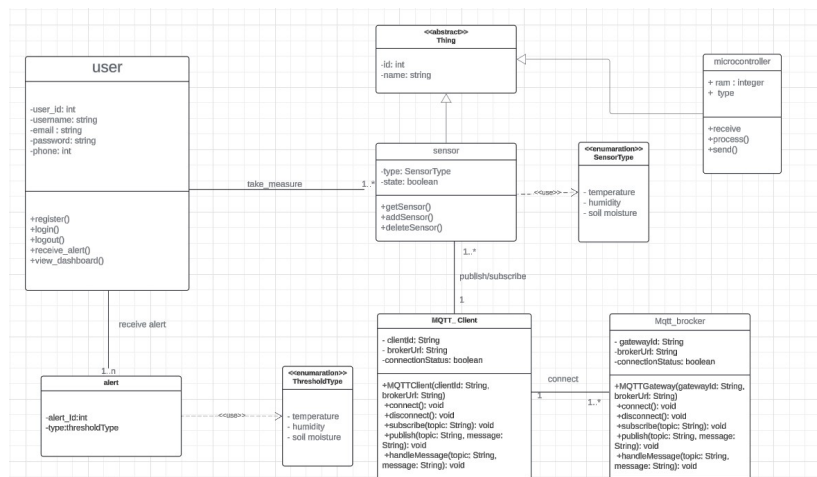 user
-user_id: int
-username: string
-email : string
-password: string
-phone: int
+register()
+login()
+logout()
+receive_alert()
+view_dashboard()
<<abstract>>
Thing
-id: int
-name: string
microcontroller
+ ram : integer
+ type
+receive
+process()
+send()
take_measure
1..*
sensor
-type: SensorType
-state: boolean
+getSensor()
+addSensor()
+deleteSensor()
<<use>>
<<enumaration>>
SensorType
- temperature
- humidity
- soil moisture
1..*
publish/subscribe
1
receive alert
1..n
alert
-alert_Id:int
-type:thresholdType
<<use>>
<<enumaration>>
ThresholdType
- temperature
- humidity
- soil moisture
MQTT_Client
- clientId: String
- brokerUrl: String
-connectionStatus: boolean
+MQTTClient(clientId: String,
brokerUrl: String)
+connect(): void
+disconnect(): void
+subscribe(topic: String): void
+publish(topic: String, message:
String): void
+handleMessage(topic: String,
message: String): void
connect
1
1..*
Mqtt_brocker
- gatewayId: String
-brokerUrl: String
-connectionStatus: boolean
+MQTTGateway(gatewayId: String,
brokerUrl: String)
+connect(): void
+disconnect(): void
+subscribe(topic: String): void
+publish(topic: String, message:
String): void
+handleMessage(topic: String,
message: String): void